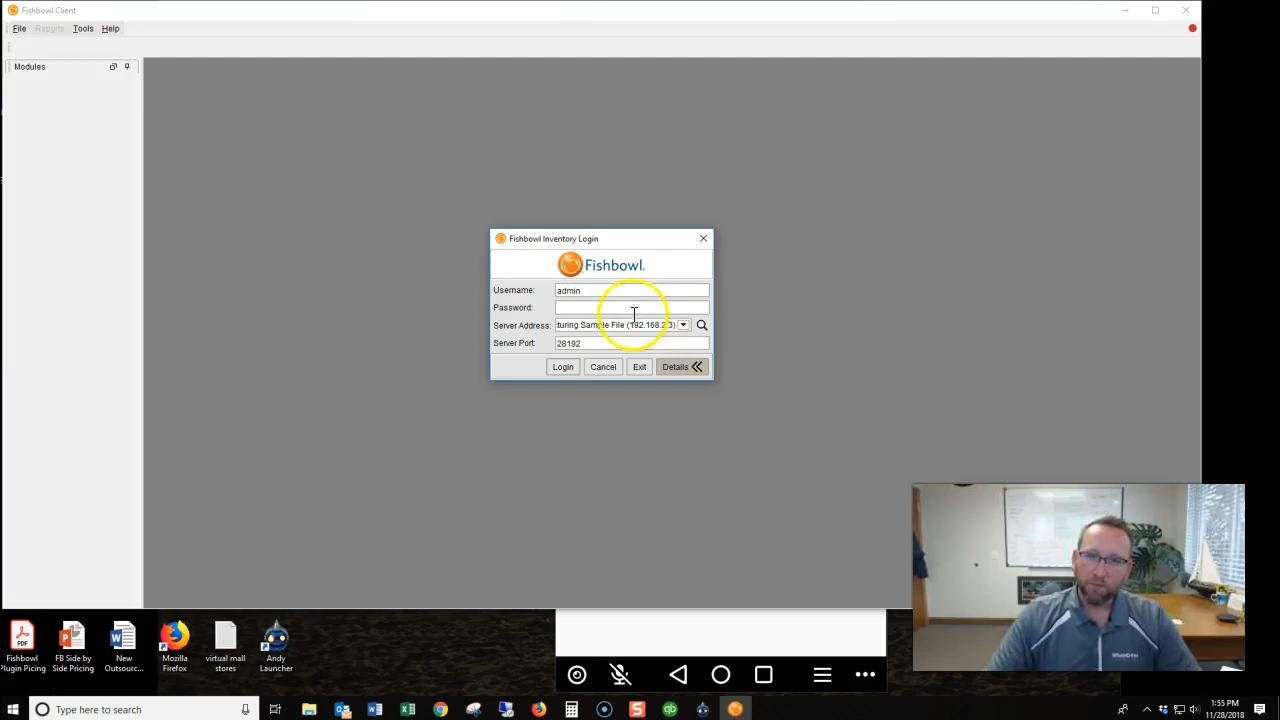 Fishbowl Client
File Reports Tools Help
Modules
Fishbowl Inventory Login
Fishbowl.
Username: admin
Password:
Server Address: turing Sample File (192.168.2.3)
Server Port: 28192
Login Cancel Exit Details
Fishbowl Plugin Picing
FB Side by Side Pricing
New Outsourc...
Mozilla Firefox
virtual mall stores
Andy Launcher
Type here to search
1:55 PM
11/28/2018